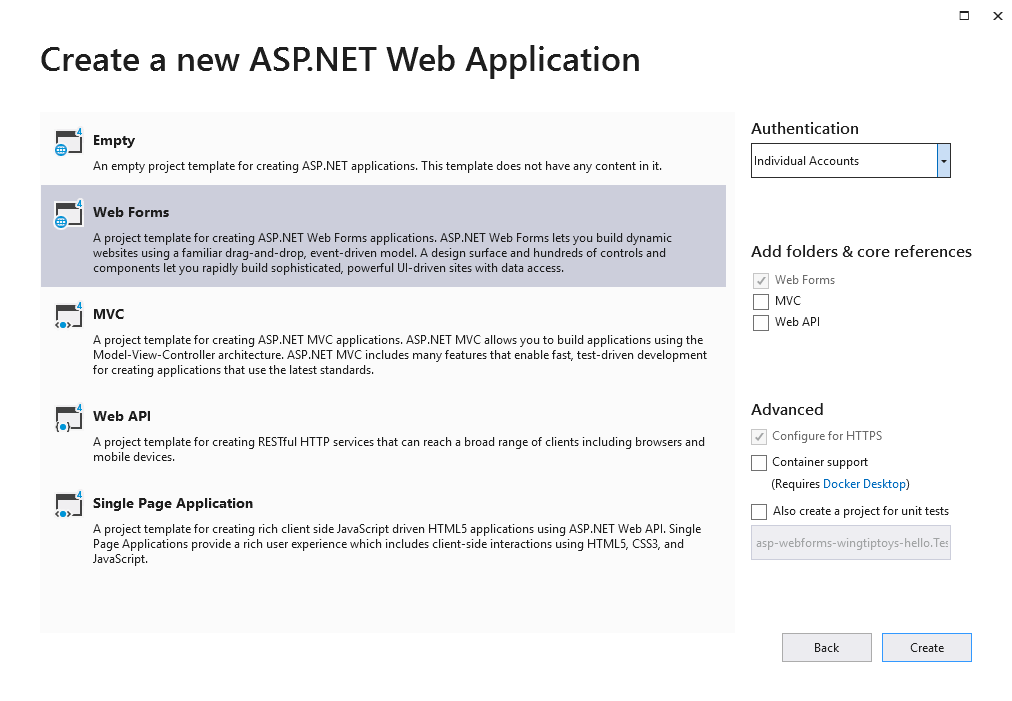 Create a new ASP.NET Web Application
4
Empty
An empty project template for creating ASP.NET applications. This template does not have any content in it.
4
Web Forms
A project template for creating ASP.NET Web Forms applications. ASP.NET Web Forms lets you build dynamic
websites using a familiar drag-and-drop, event-driven model. A design surface and hundreds of controls and
components let you rapidly build sophisticated, powerful UI-driven sites with data access.
4
MVC
A project template for creating ASP.NET MVC applications. ASP.NET MVC allows you to build applications using the
Model-View-Controller architecture. ASP.NET MVC includes many features that enable fast, test-driven development
for creating applications that use the latest standards.
4
Web API
A project template for creating RESTful HTTP services that can reach a broad range of clients including browsers and
mobile devices.
4
Single Page Application
A project template for creating rich client side JavaScript driven HTML5 applications using ASP.NET Web API. Single
Page Applications provide a rich user experience which includes client-side interactions using HTML5, CSS3, and
JavaScript.
Authentication
Individual Accounts
Add folders & core references
Web Forms
MVC
Web API
Advanced
Configure for HTTPS
Container support
(Requires Docker Desktop)
Also create a project for unit tests
asp-webforms-wingtiptoys-hello.Tes
Back
Create